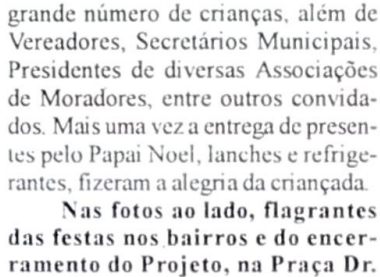 grande número de crianças, além de
Vereadores, Secretários Municipais,
Presidentes de diversas Associações
de Moradores, entre outros convida-
dos. Mais uma vez a entrega de presen-
tes pelo Papai Noel, lanches e refrige-
rantes, fizeram a alegria da criançada.
Nas fotos ao lado, flagrantes
das festas nos bairros e do encer-
ramento do Projeto, na Praça Dr.